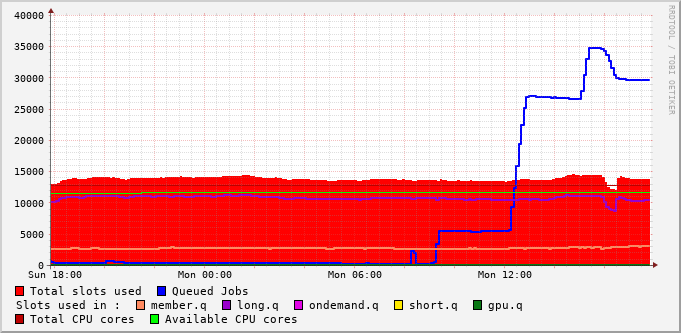 40000
35000
30000
25000
20000
15000
10000
5000
0
Sun 18:00 Mon 00:00 Mon 06:00 Mon 12:00
Total slots used Queued Jobs
Slots used in : member.q long.q ondemand.q short.q gpu.q
Total CPU cores Available CPU cores
RRDTOOL / TOBI OETIKER